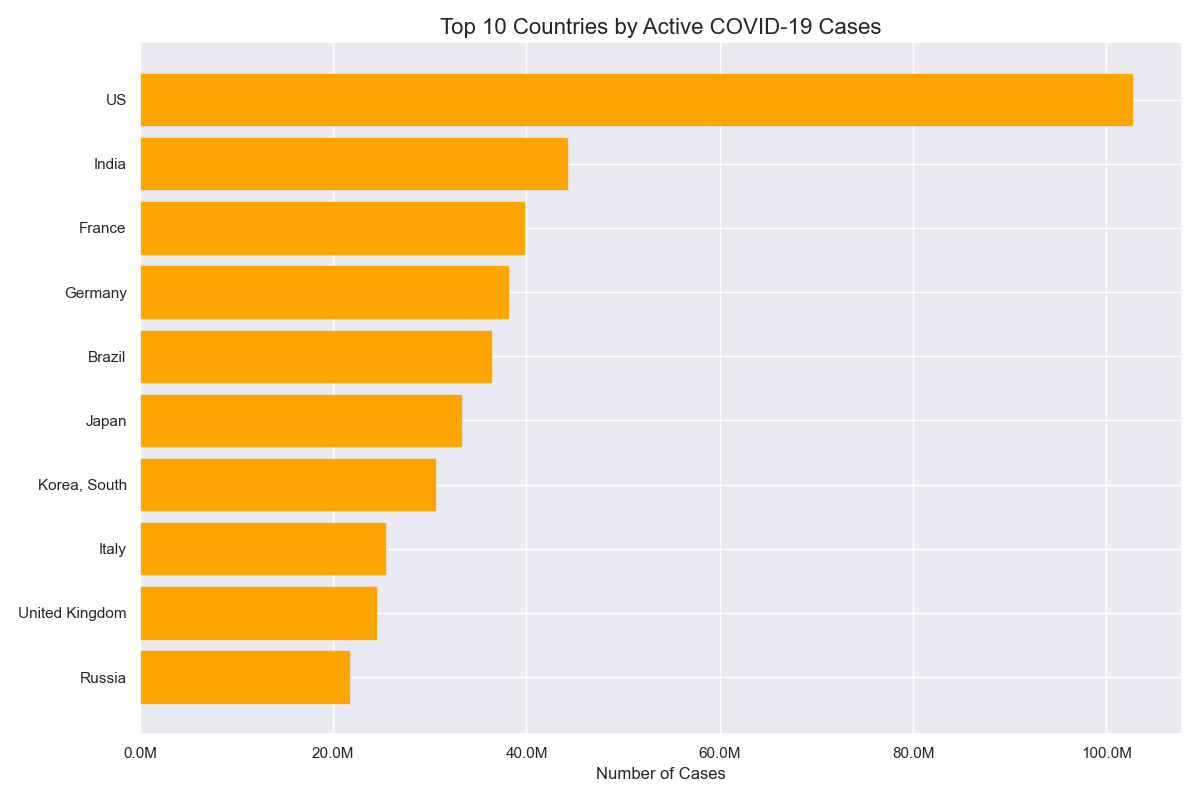 Top 10 Countries by Active COVID-19 Cases
US
India
France
Germany
Brazil
Japan
Korea, South
Italy
United Kingdom
Russia
0.0M 20.0M 40.0M 60.0M 80.0M 100.0M
Number of Cases